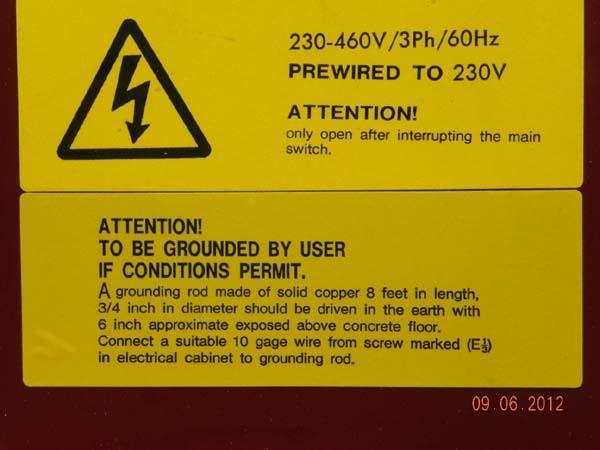 230-460V/3Ph/60Hz
PREWIRED TO 230V
ATTENTION!
only open after interrupting the main
switch.
ATTENTION!
TO BE GROUNDED BY USER
IF CONDITIONS PERMIT.
A grounding rod made of solid copper 8 feet in length,
3/4 inch in diameter should be driven in the earth with
6 inch approximate exposed above concrete floor.
Connect a suitable 10 gage wire from screw marked (E⏚)
in electrical cabinet to grounding rod.
09.06.2012